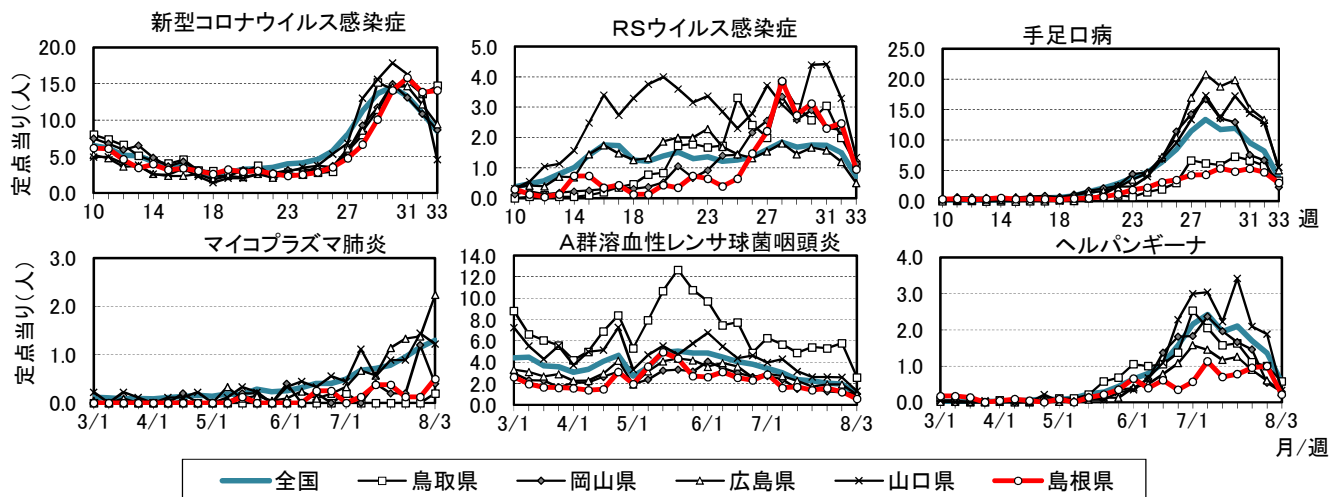 新型コロナウイルス感染症
RSウイルス感染症
手足口病
定点当り(人)
20.0
15.0
10.0
5.0
0.0
10 14 18 23 27 31 33
5.0
4.0
3.0
2.0
1.0
0.0
10 14 18 23 27 31 33
25.0
20.0
15.0
10.0
5.0
0.0
10 14 18 23 27 31 33 週
マイコプラズマ肺炎
A群溶血性レンサ球菌咽頭炎
ヘルパンギーナ
定点当り(人)
3.0
2.0
1.0
0.0
3/1 4/1 5/1 6/1 7/1 8/3
14.0
12.0
10.0
8.0
6.0
4.0
2.0
0.0
3/1 4/1 5/1 6/1 7/1 8/3
4.0
3.0
2.0
1.0
0.0
3/1 4/1 5/1 6/1 7/1 8/3
月/週
全国 鳥取県 岡山県 広島県 山口県 島根県